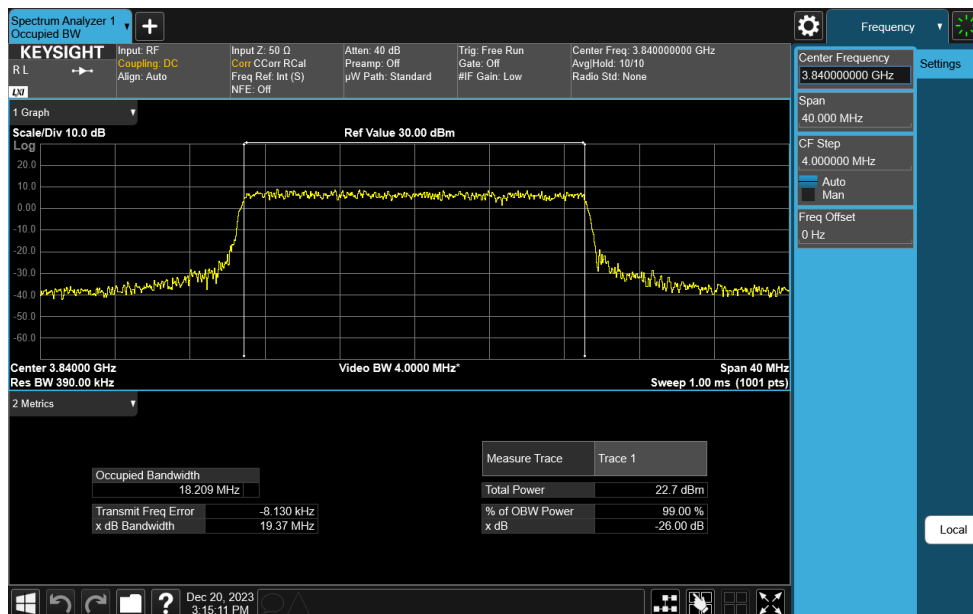 Spectrum Analyzer 1
Occupied BW
Frequency
KEYSIGHT
R L
LXI
Input: RF
Coupling: DC
Align: Auto
Input Z: 50 Ω
Corr CCorr RCal
Freq Ref: Int (S)
NFE: Off
Atten: 40 dB
Preamp: Off
µW Path: Standard
Trig: Free Run
Gate: Off
#IF Gain: Low
Center Freq: 3.840000000 GHz
Avg|Hold: 10/10
Radio Std: None
Center Frequency
3.840000000 GHz
Settings
Span
40.000 MHz
CF Step
4.000000 MHz
Auto
Man
Freq Offset
0 Hz
Local
1 Graph
Scale/Div 10.0 dB
Ref Value 30.00 dBm
Log
20.0
10.0
0.00
-10.0
-20.0
-30.0
-40.0
-50.0
-60.0
Center 3.84000 GHz
Video BW 4.0000 MHz*
Span 40 MHz
Res BW 390.00 kHz
Sweep 1.00 ms (1001 pts)
2 Metrics
Measure Trace Trace 1
Occupied Bandwidth
18.209 MHz
Total Power 22.7 dBm
Transmit Freq Error -8.130 kHz
% of OBW Power 99.00 %
x dB Bandwidth 19.37 MHz
x dB -26.00 dB
Dec 20, 2023
3:15:11 PM